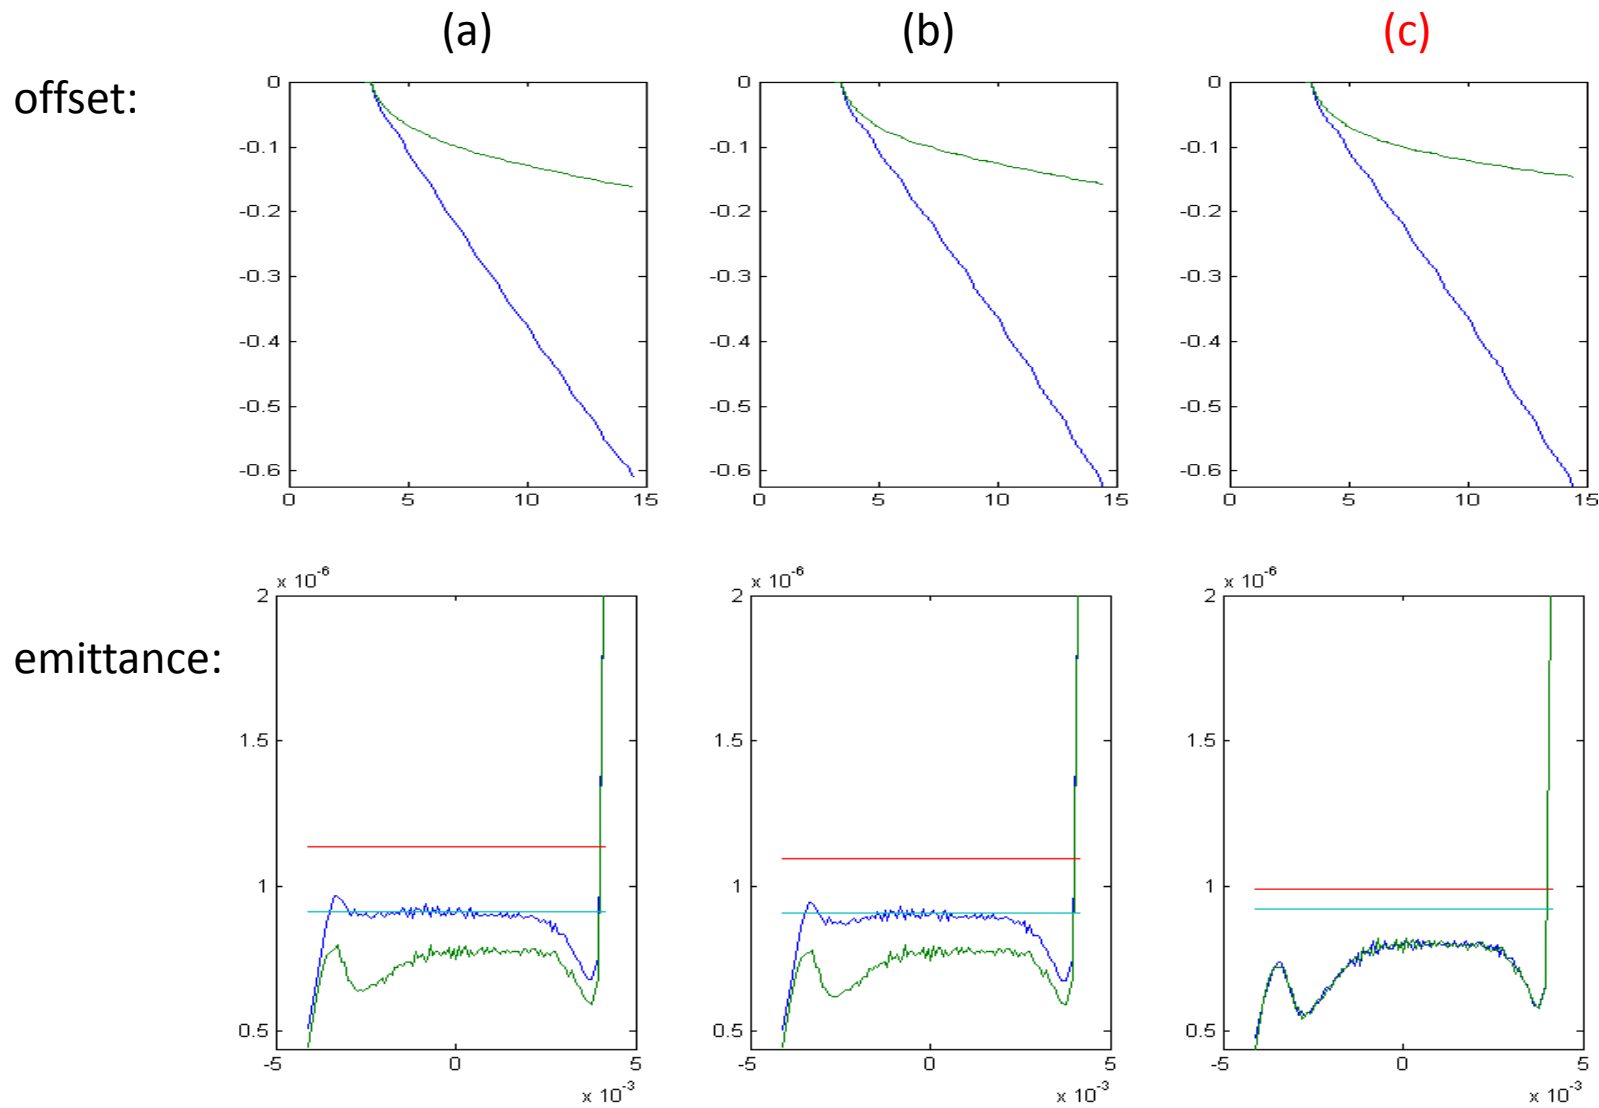 (a) (b) (c)
offset:
0 0 0
-0.1 -0.1 -0.1
-0.2 -0.2 -0.2
-0.3 -0.3 -0.3
-0.4 -0.4 -0.4
-0.5 -0.5 -0.5
-0.6 -0.6 -0.6
0 5 10 15 0 5 10 15 0 5 10 15
x 10⁻⁶ x 10⁻⁶ x 10⁻⁶
2 2 2
emittance:
1.5 1.5 1.5
1 1 1
0.5 0.5 0.5
-5 0 5 -5 0 5 -5 0 5
x 10⁻³ x 10⁻³ x 10⁻³